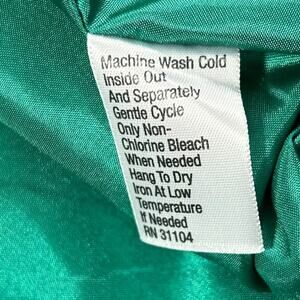 Machine Wash Cold
Inside Out
And Separately
Gentle Cycle
Only Non-
Chlorine Bleach
When Needed
Hang To Dry
Iron At Low
Temperature
If Needed
RN 31104